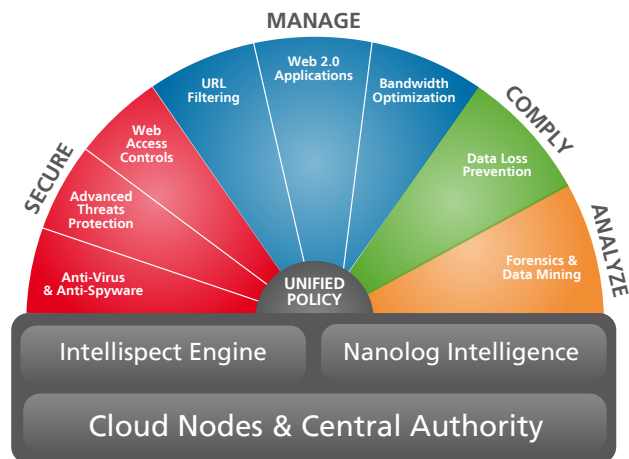 MANAGE
SECURE
COMPLY
ANALYZE
Anti-Virus
& Anti-Spyware
Advanced
Threats
Protection
Web
Access
Controls
URL
Filtering
Web 2.0
Applications
Bandwidth
Optimization
Data Loss
Prevention
Forensics &
Data Mining
UNIFIED
POLICY
Intellispect Engine
Nanolog Intelligence
Cloud Nodes & Central Authority